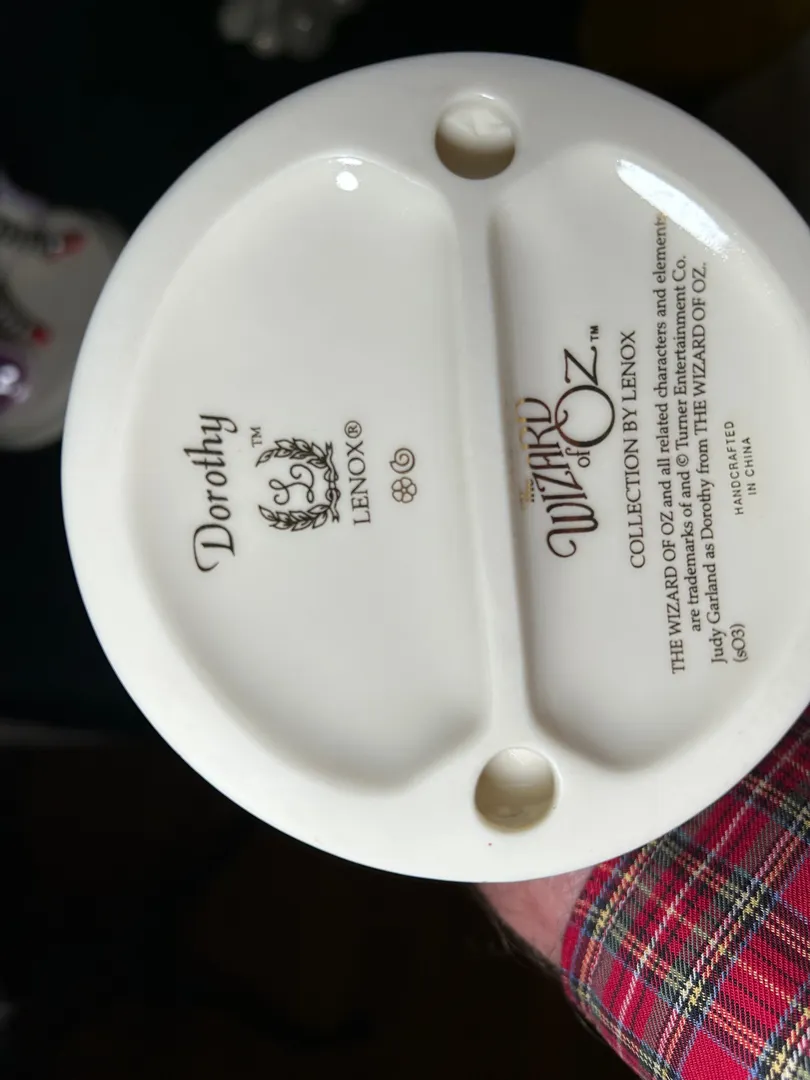 Dorothy
™
L
LENOX®
The
WIZARD
of OZ™
COLLECTION BY LENOX
THE WIZARD OF OZ and all related characters and elements
are trademarks of and © Turner Entertainment Co.
Judy Garland as Dorothy from THE WIZARD OF OZ.
(s03)
HANDCRAFTED
IN CHINA